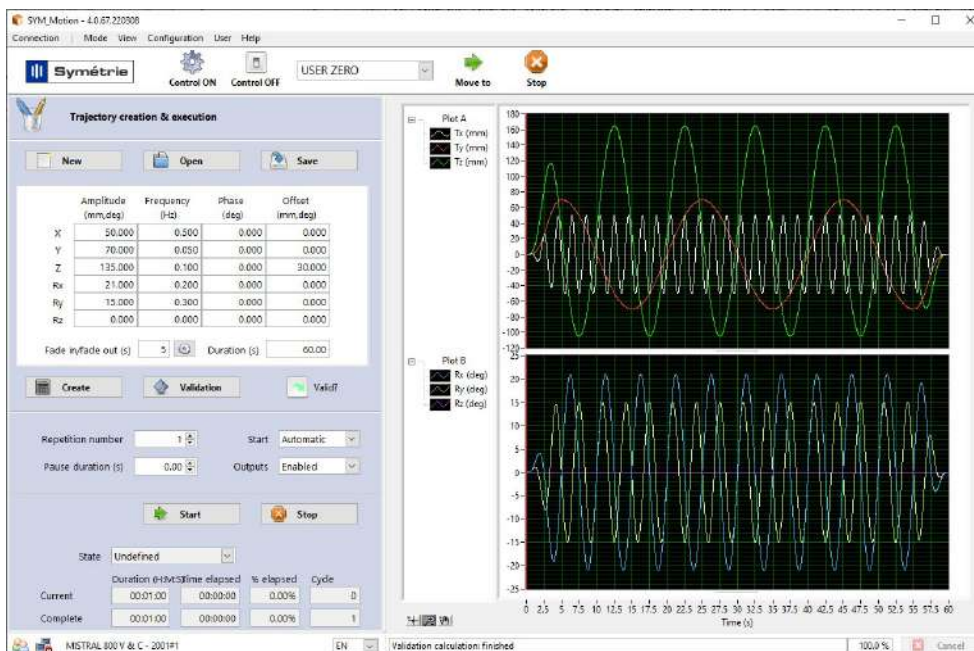 SYM_Motion - 4.0.67.220308
Connection Mode View Configuration User Help
Symétrie
Control ON Control OFF USER ZERO Move to Stop
Trajectory creation & execution
New Open Save
Amplitude Frequency Phase Offset
(mm,deg) (Hz) (deg) (mm,deg)
X 50.000 0.500 0.000 0.000
Y 70.000 0.050 0.000 0.000
Z 135.000 0.100 0.000 30.000
Rx 21.000 0.200 0.000 0.000
Ry 15.000 0.300 0.000 0.000
Rz 0.000 0.000 0.000 0.000
Fade in/fade out (s) 5 Duration (s) 60.00
Create Validation Valid?
Repetition number 1 Start Automatic
Pause duration (s) 0.00 Outputs Enabled
Start Stop
State Undefined
Duration (H:M:S) Time elapsed % elapsed Cycle
Current 00:01:00 00:00:00 0.00% 0
Complete 00:01:00 00:00:00 0.00% 1
Plot A
Tx (mm)
Ty (mm)
Tz (mm)
180
160
140
120
100
80
60
40
20
0
-20
-40
-60
-80
-100
-120
Plot B
Rx (deg)
Ry (deg)
Rz (deg)
25
20
15
10
5
0
-5
-10
-15
-20
-25
0 2.5 5 7.5 10 12.5 15 17.5 20 22.5 25 27.5 30 32.5 35 37.5 40 42.5 45 47.5 50 52.5 55 57.5 60
Time (s)
MISTRAL 800 V & C - 2001#1 EN Validation calculation: finished 100.0 % Cancel